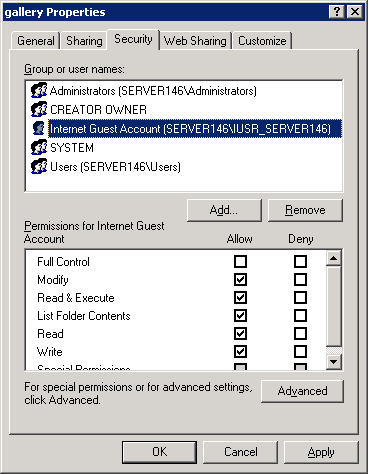 gallery Properties
General Sharing Security Web Sharing Customize
Group or user names:
Administrators (SERVER146\Administrators)
CREATOR OWNER
Internet Guest Account (SERVER146\IUSR_SERVER146)
SYSTEM
Users (SERVER146\Users)
Add... Remove
Permissions for Internet Guest
Account Allow Deny
Full Control
Modify
Read & Execute
List Folder Contents
Read
Write
Special Permissions
For special permissions or for advanced settings,
click Advanced.
Advanced
OK Cancel Apply